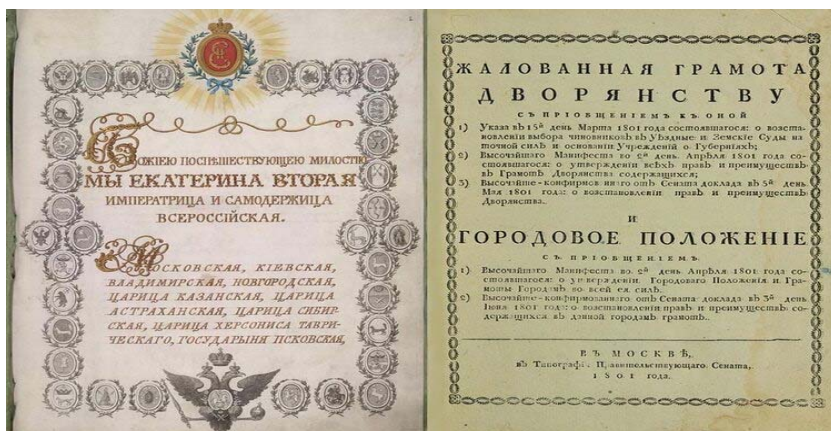 Божіею поспѣшествующею милостію
МЫ ЕКАТЕРИНА ВТОРАЯ
ИМПЕРАТРИЦА И САМОДЕРЖИЦА
ВСЕРОССІЙСКАЯ.
МОСКОВСКАЯ, КІЕВСКАЯ,
ВЛАДИМИРСКАЯ, НОВГОРОДСКАЯ,
ЦАРИЦА КАЗАНСКАЯ, ЦАРИЦА
АСТРАХАНСКАЯ, ЦАРИЦА СИБИР-
СКАЯ, ЦАРИЦА ХЕРСОНИСА ТАВРИ-
ЧЕСКАГО, ГОСУДАРЫНЯ ПСКОВСКАЯ,
ЖАЛОВАННАЯ ГРАМОТА
ДВОРЯНСТВУ
СЪ ПРІОБЩЕНІЕМЪ КЪ ОНОЙ
1) Указа въ 15й день Марта 1801 года состоявшагося: о возста-
новленіи выбора чиновниковъ въ Уѣздные и Земскіе Суды на
точной силѣ и основаніи Учрежденій о Губерніяхъ;
2) Высочайшаго Манифеста во 2й день Апрѣля 1801 года со-
стоявшагося: о утвержденіи всѣхъ правъ и преимуществъ
въ Грамотѣ Дворянства содержащихся;
3) Высочайше-конфирмованнаго отъ Сената доклада въ 5й день
Мая 1801 года: о возстановленіи правъ и преимуществъ
Дворянства.
И
ГОРОДОВОЕ ПОЛОЖЕНІЕ
СЪ ПРІОБЩЕНІЕМЪ
1) Высочайшаго Манифеста во 2й день Апрѣля 1801 года со-
стоявшагося: о утвержденіи Городоваго Положенія и Гра-
моты Городамъ во всей ея силѣ.
2) Высочайше-конфирмованнаго отъ Сената доклада въ 3й день
Іюня 1801 года: о возстановленіи правъ и преимуществъ со-
держащихся въ данной городамъ грамотѣ.
ВЪ МОСКВѢ,
въ Типографіи Правительствующаго Сената,
1801 года.